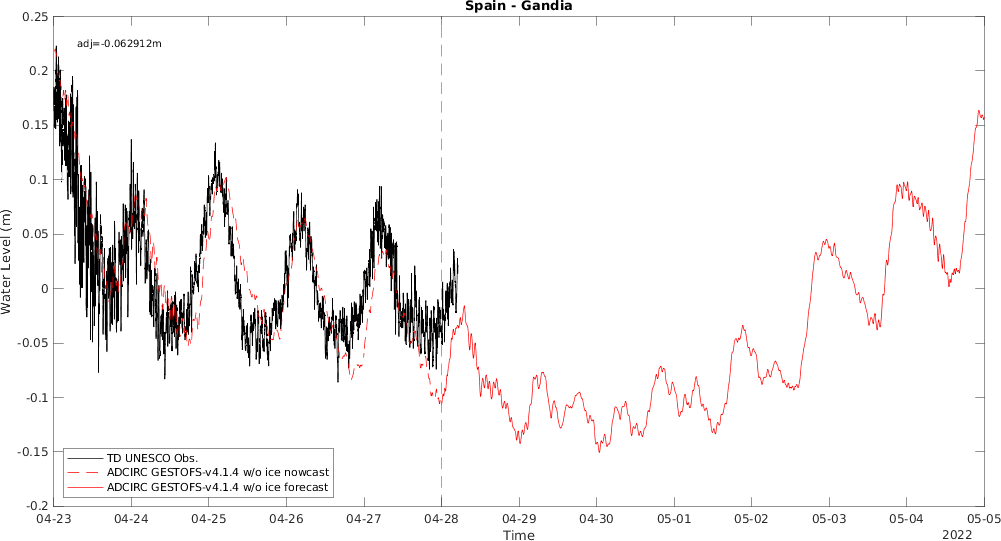 Spain - Gandia
adj=-0.062912m
0.25
0.2
0.15
0.1
0.05
0
-0.05
-0.1
-0.15
-0.2
Water Level (m)
TD UNESCO Obs.
ADCIRC GESTOFS-v4.1.4 w/o ice nowcast
ADCIRC GESTOFS-v4.1.4 w/o ice forecast
04-23 04-24 04-25 04-26 04-27 04-28 04-29 04-30 05-01 05-02 05-03 05-04 05-05
Time
2022